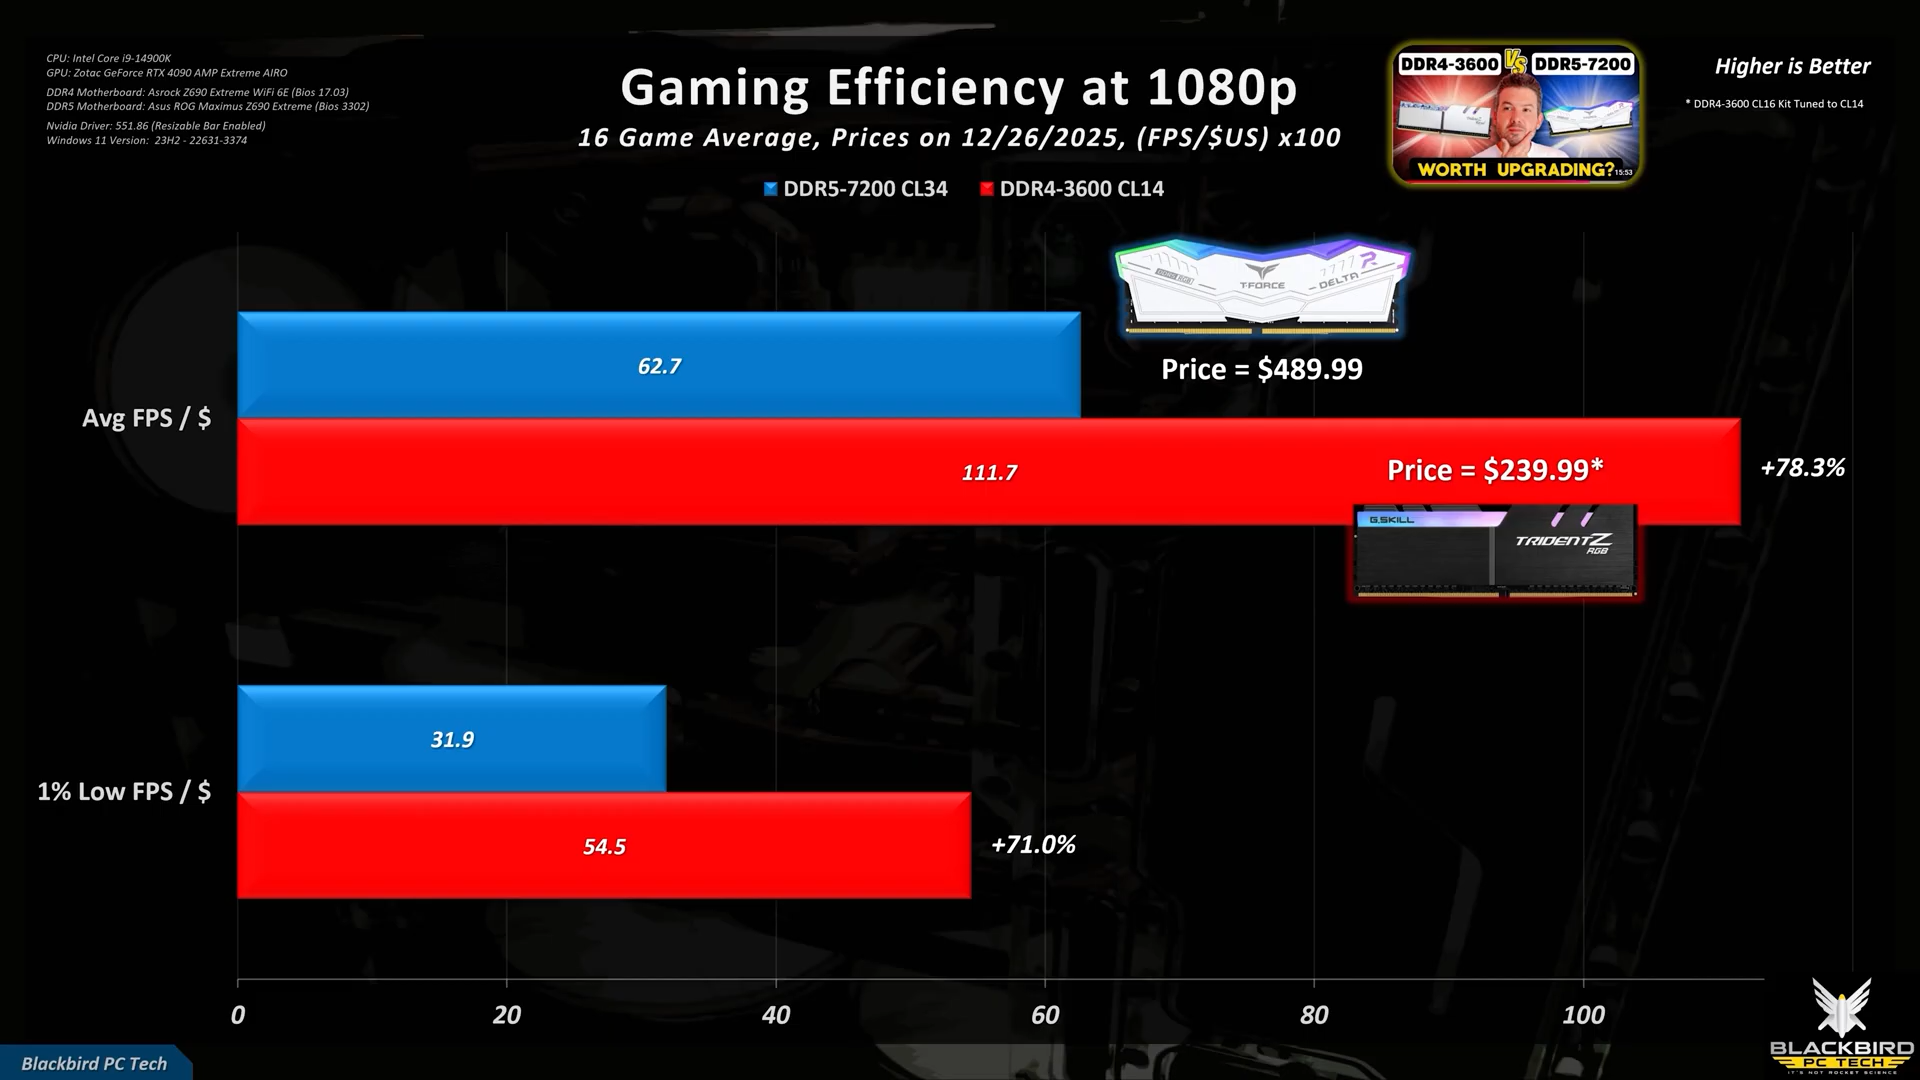 CPU: Intel Core i9-14900K
GPU: Zotac GeForce RTX 4090 AMP Extreme AIRO
DDR4 Motherboard: Asrock Z690 Extreme WiFi 6E (Bios 17.03)
DDR5 Motherboard: Asus ROG Maximus Z690 Extreme (Bios 3302)
Nvidia Driver: 551.86 (Resizable Bar Enabled)
Windows 11 Version: 23H2 - 22631-3374
Gaming Efficiency at 1080p
16 Game Average, Prices on 12/26/2025, (FPS/$US) x100
DDR5-7200 CL34
DDR4-3600 CL14
DDR4-3600 VS DDR5-7200
WORTH UPGRADING?
15:53
Higher is Better
* DDR4-3600 CL16 Kit Tuned to CL14
T-FORCE
DELTA R
Price = $489.99
Avg FPS / $
62.7
111.7
Price = $239.99*
+78.3%
G.SKILL
TRIDENTZ
RGB
1% Low FPS / $
31.9
54.5
+71.0%
0 20 40 60 80 100
Blackbird PC Tech
BLACKBIRD
PC TECH
IT'S NOT ROCKET SCIENCE